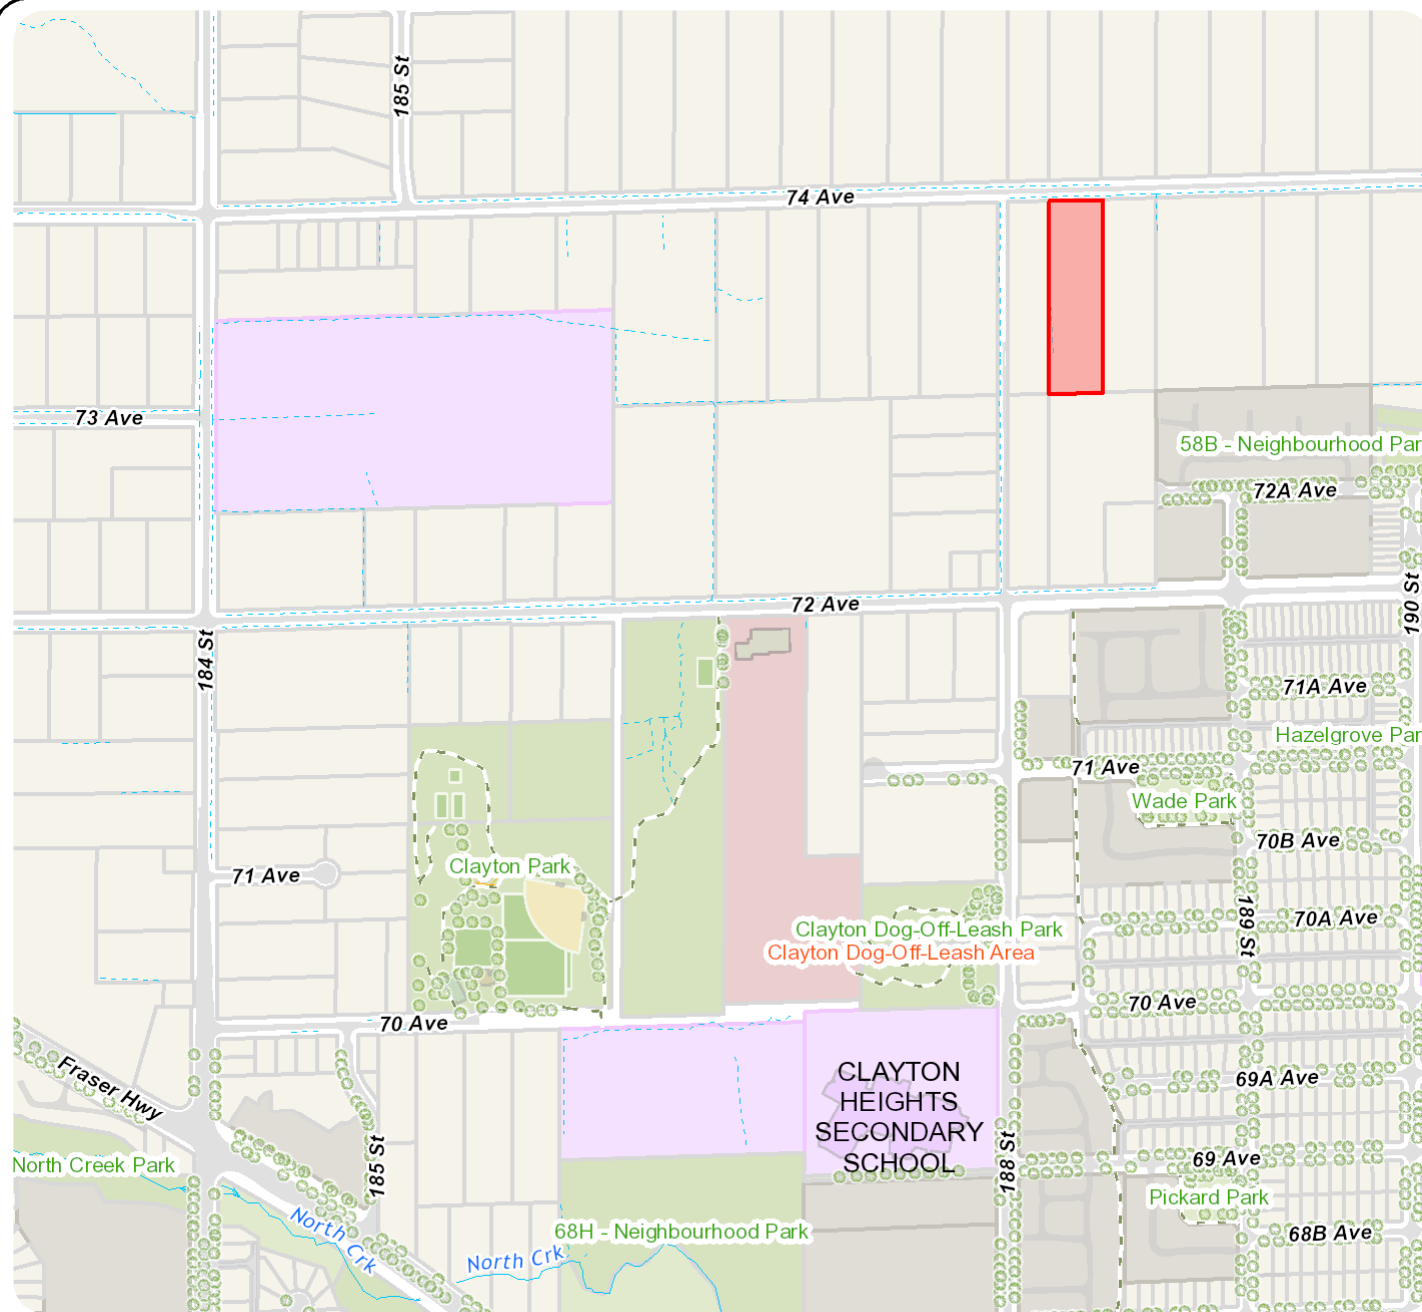 185 St
74 Ave
73 Ave
58B - Neighbourhood Par
72A Ave
190 St
72 Ave
184 St
71A Ave
Hazelgrove Par
71 Ave
Wade Park
70B Ave
Clayton Park
71 Ave
189 St
70A Ave
Clayton Dog-Off-Leash Park
Clayton Dog-Off-Leash Area
70 Ave
70 Ave
Fraser Hwy
CLAYTON
HEIGHTS
SECONDARY
SCHOOL
69A Ave
185 St
188 St
69 Ave
North Creek Park
Pickard Park
North Crk
68H - Neighbourhood Park
68B Ave
North Crk